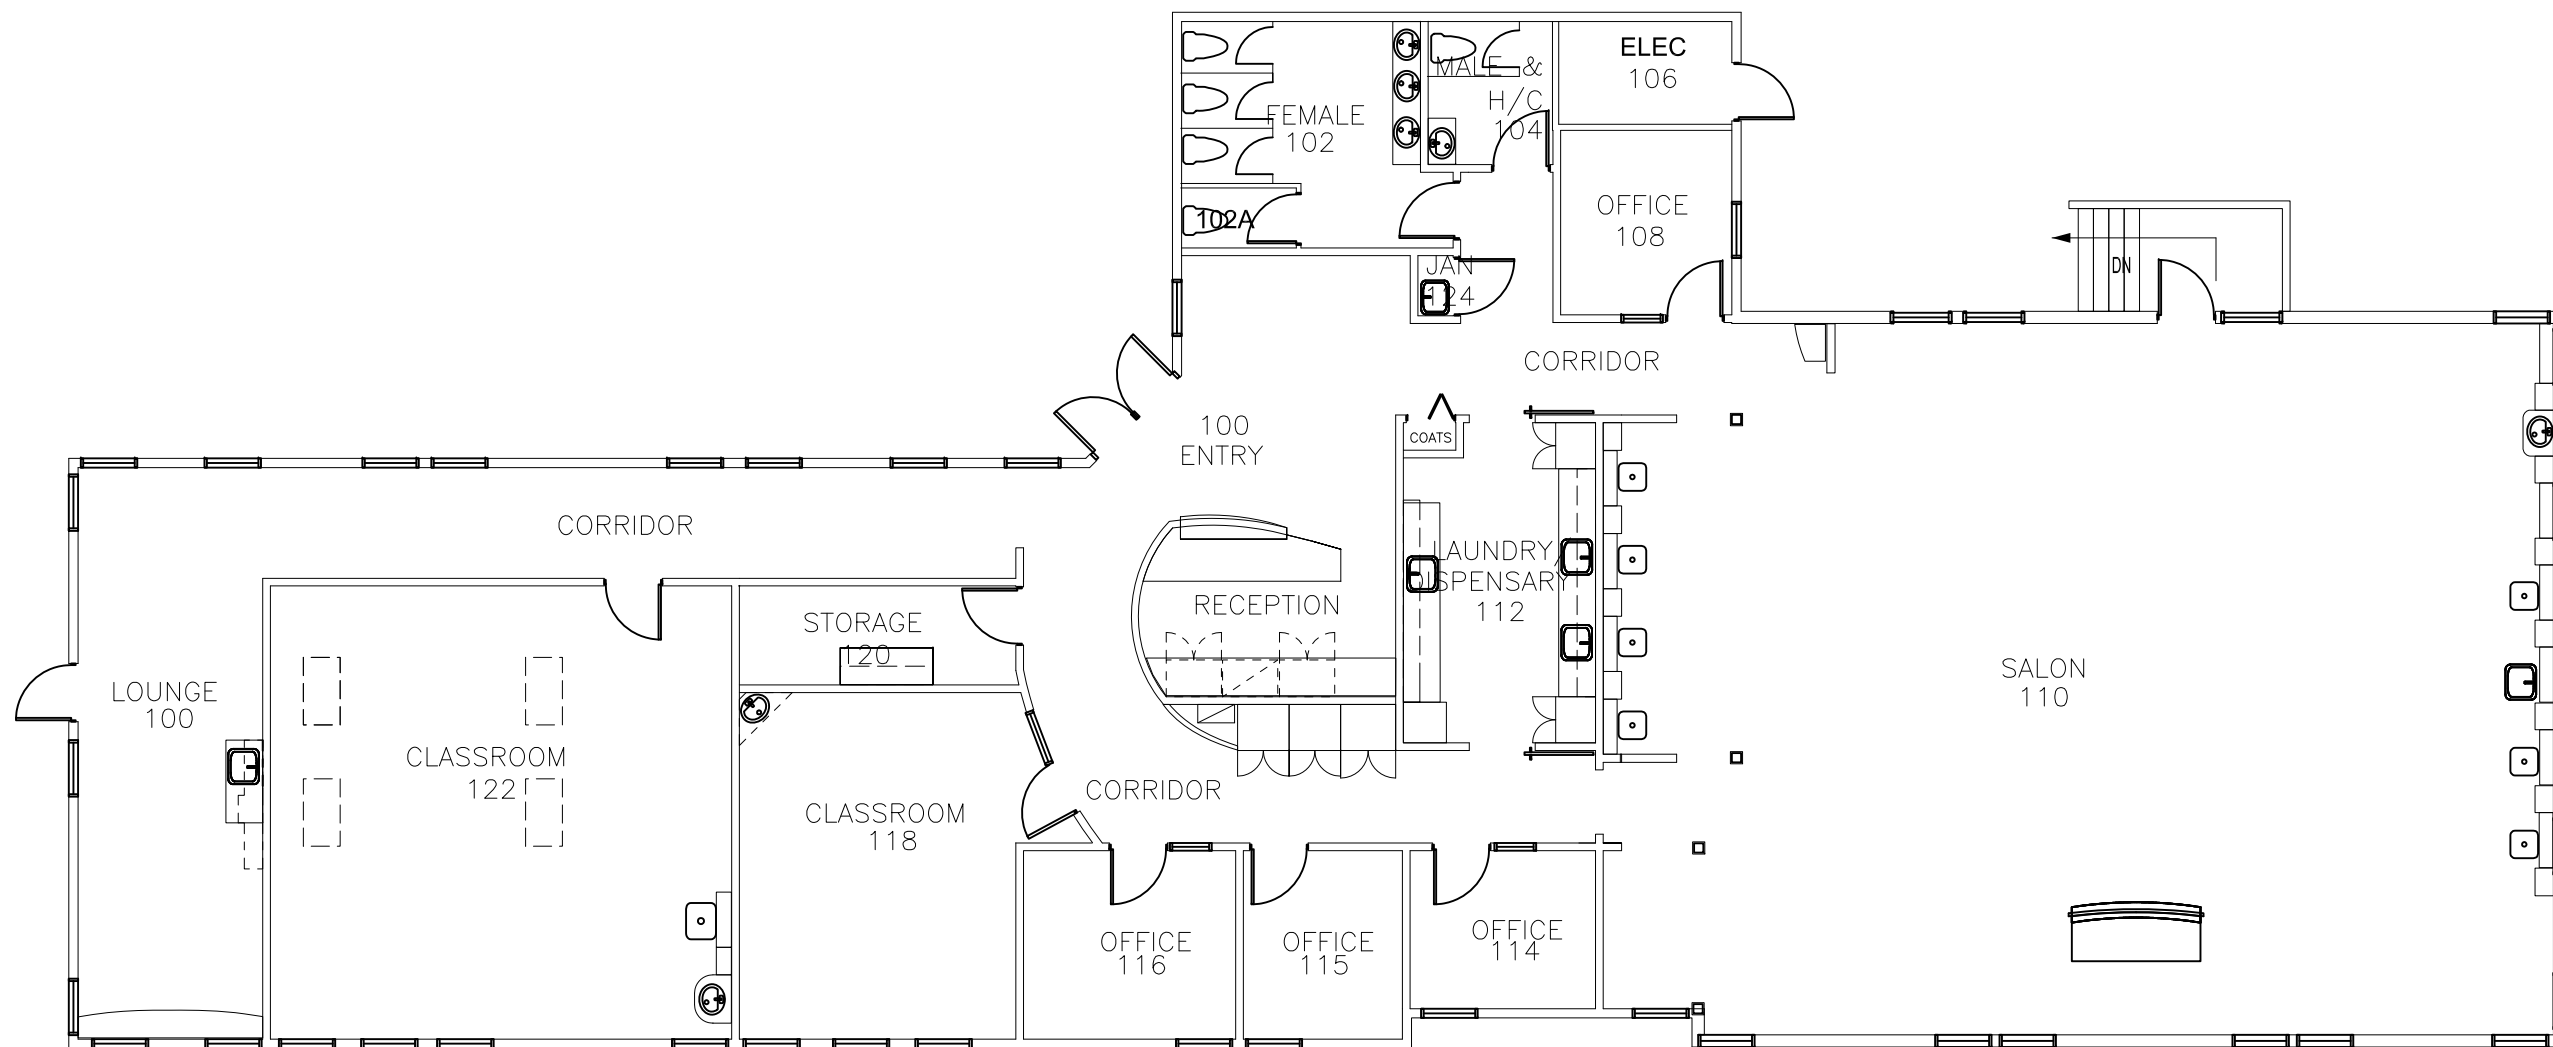 ELEC
106
MALE &
H/C
104
FEMALE
102
OFFICE
108
102A
JAN
124
DN
CORRIDOR
100
ENTRY
COATS
CORRIDOR
LAUNDRY/
DISPENSARY
112
RECEPTION
STORAGE
120
SALON
110
LOUNGE
100
CLASSROOM
122
CORRIDOR
CLASSROOM
118
OFFICE
116
OFFICE
115
OFFICE
114